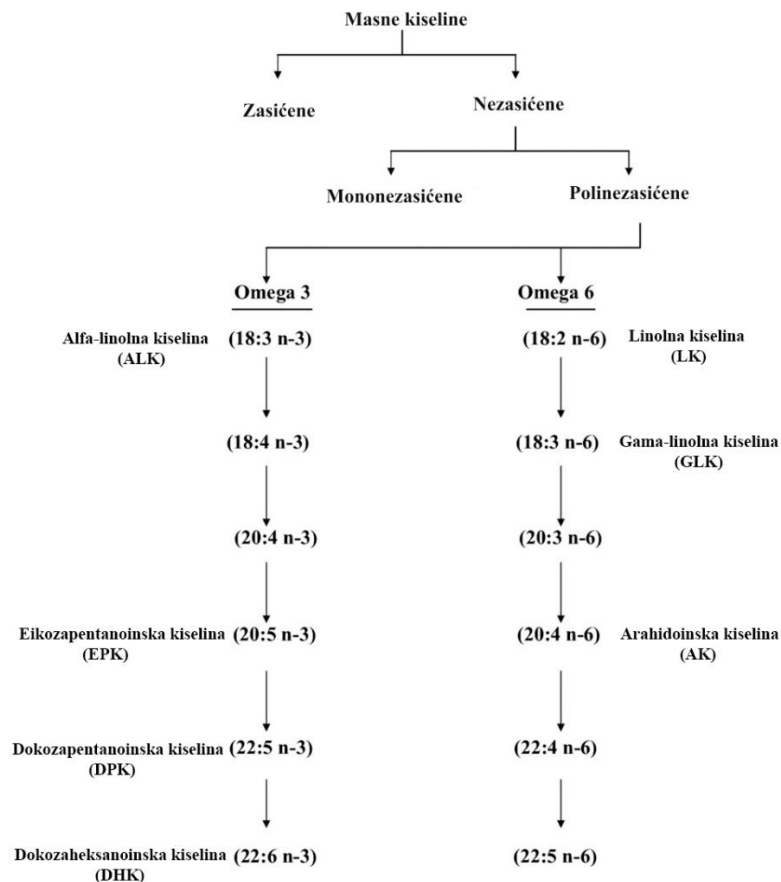 Masne kiseline
Zasićene
Nezasićene
Mononezasićene
Polinezasićene
Omega 3
Omega 6
Alfa-linolna kiselina
(ALK)
(18:3 n-3)
(18:2 n-6)
Linolna kiselina
(LK)
(18:4 n-3)
(18:3 n-6)
Gama-linolna kiselina
(GLK)
(20:4 n-3)
(20:3 n-6)
Eikozapentanoinska kiselina
(EPK)
(20:5 n-3)
(20:4 n-6)
Arahidoinska kiselina
(AK)
Dokozapentanoinska kiselina
(DPK)
(22:5 n-3)
(22:4 n-6)
Dokozaheksanoinska kiselina
(DHK)
(22:6 n-3)
(22:5 n-6)